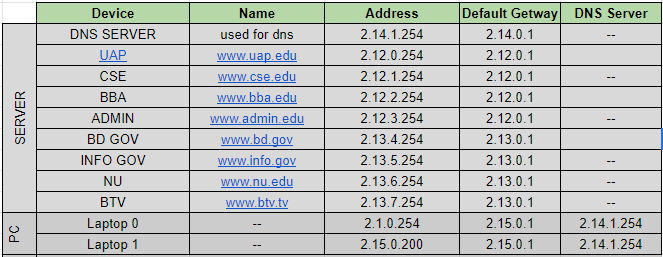 Device Name Address Default Getway DNS Server
SERVER
DNS SERVER used for dns 2.14.1.254 2.14.0.1 --
UAP www.uap.edu 2.12.0.254 2.12.0.1 --
CSE www.cse.edu 2.12.1.254 2.12.0.1 --
BBA www.bba.edu 2.12.2.254 2.12.0.1 --
ADMIN www.admin.edu 2.12.3.254 2.12.0.1 --
BD GOV www.bd.gov 2.13.4.254 2.13.0.1 --
INFO GOV www.info.gov 2.13.5.254 2.13.0.1 --
NU www.nu.edu 2.13.6.254 2.13.0.1 --
BTV www.btv.tv 2.13.7.254 2.13.0.1 --
PC
Laptop 0 -- 2.1.0.254 2.15.0.1 2.14.1.254
Laptop 1 -- 2.15.0.200 2.15.0.1 2.14.1.254